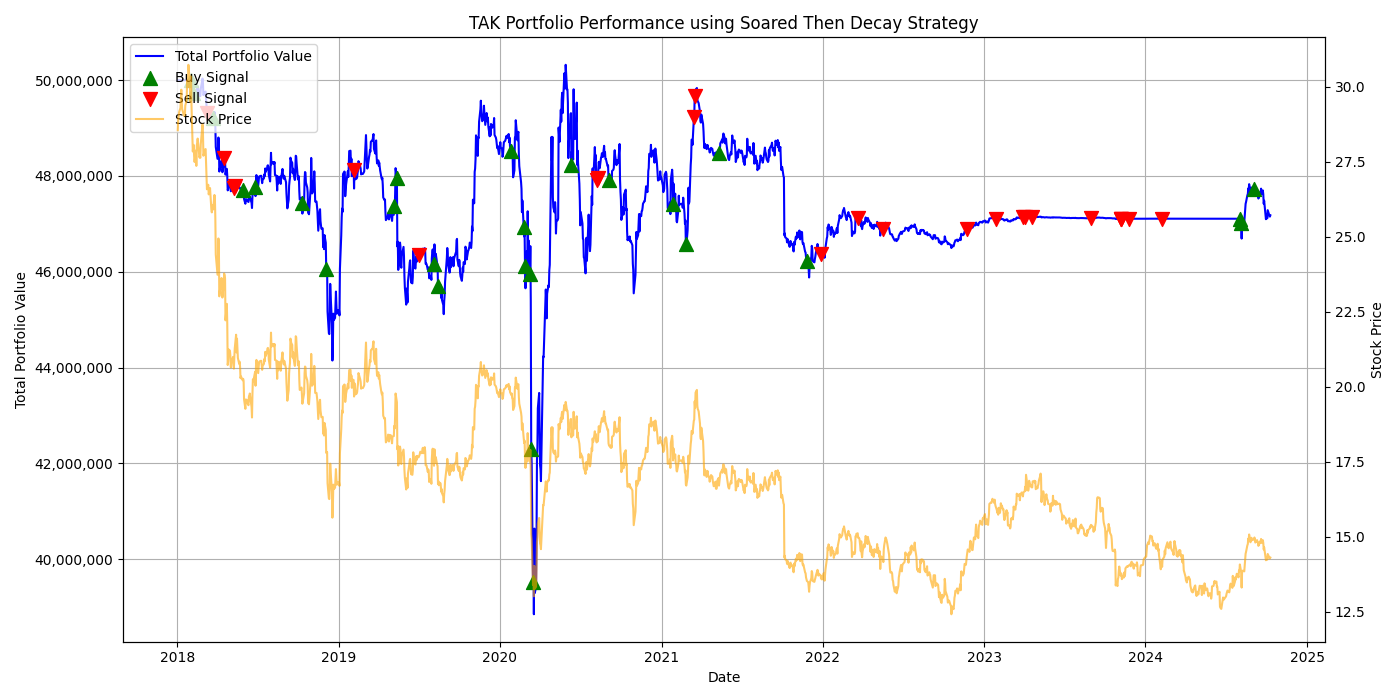 TAK Portfolio Performance using Soared Then Decay Strategy
Total Portfolio Value
Buy Signal
Sell Signal
Stock Price
50,000,000
48,000,000
46,000,000
44,000,000
42,000,000
40,000,000
Total Portfolio Value
30.0
27.5
25.0
22.5
20.0
17.5
15.0
12.5
Stock Price
2018
2019
2020
2021
2022
2023
2024
2025
Date